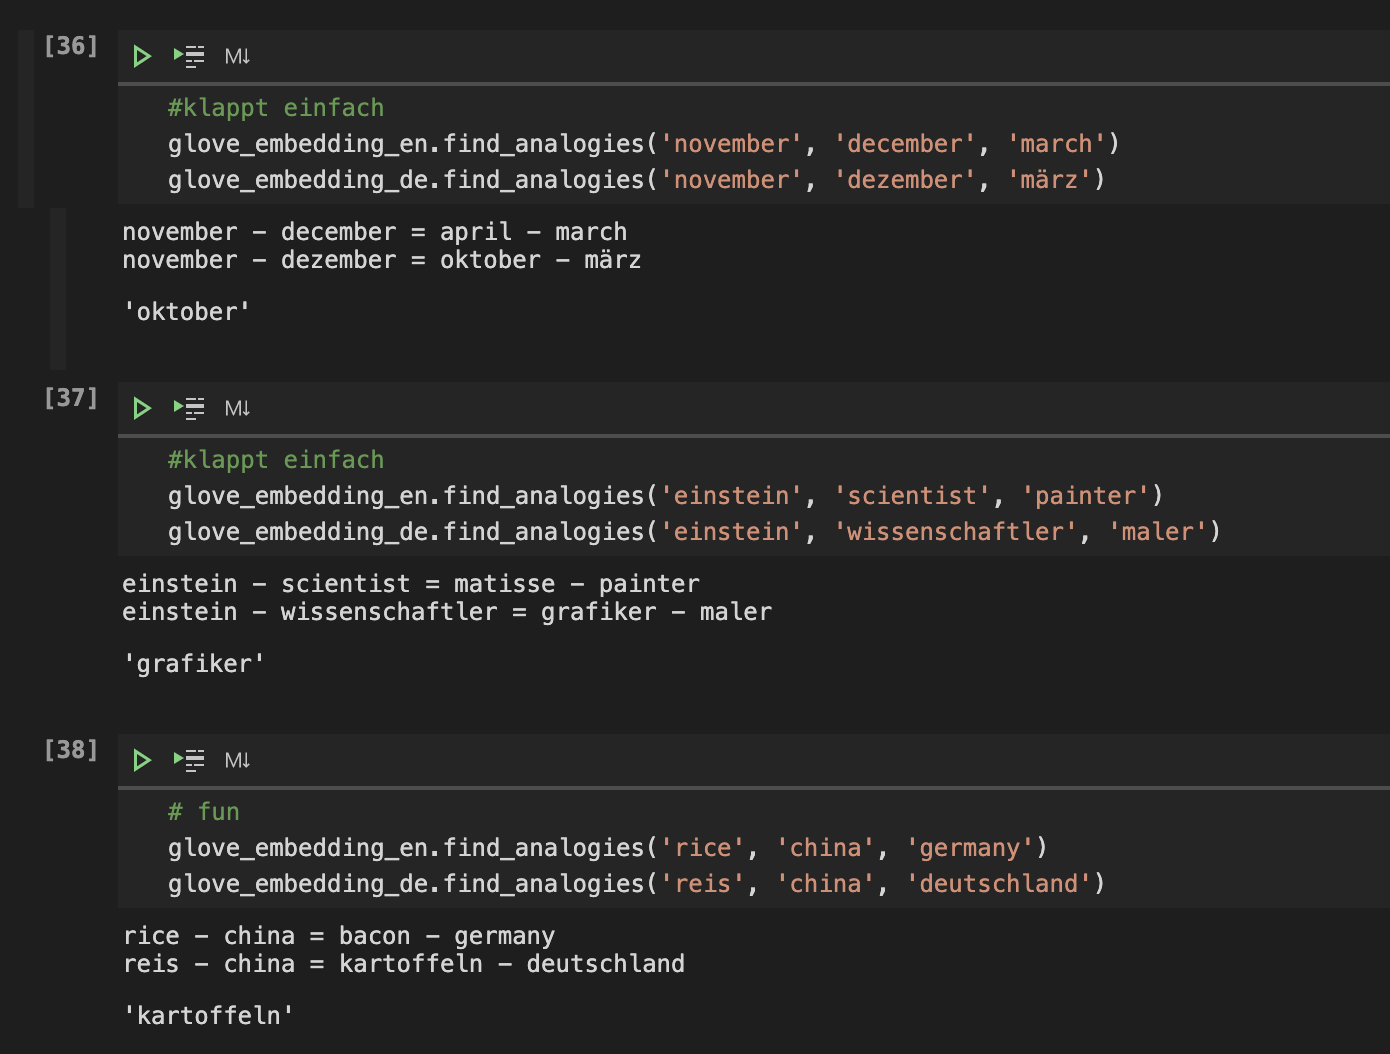 [36]
M↓
#klappt einfach
glove_embedding_en.find_analogies('november', 'december', 'march')
glove_embedding_de.find_analogies('november', 'dezember', 'märz')
november – december = april – march
november – dezember = oktober – märz
'oktober'
[37]
M↓
#klappt einfach
glove_embedding_en.find_analogies('einstein', 'scientist', 'painter')
glove_embedding_de.find_analogies('einstein', 'wissenschaftler', 'maler')
einstein – scientist = matisse – painter
einstein – wissenschaftler = grafiker – maler
'grafiker'
[38]
M↓
# fun
glove_embedding_en.find_analogies('rice', 'china', 'germany')
glove_embedding_de.find_analogies('reis', 'china', 'deutschland')
rice – china = bacon – germany
reis – china = kartoffeln – deutschland
'kartoffeln'